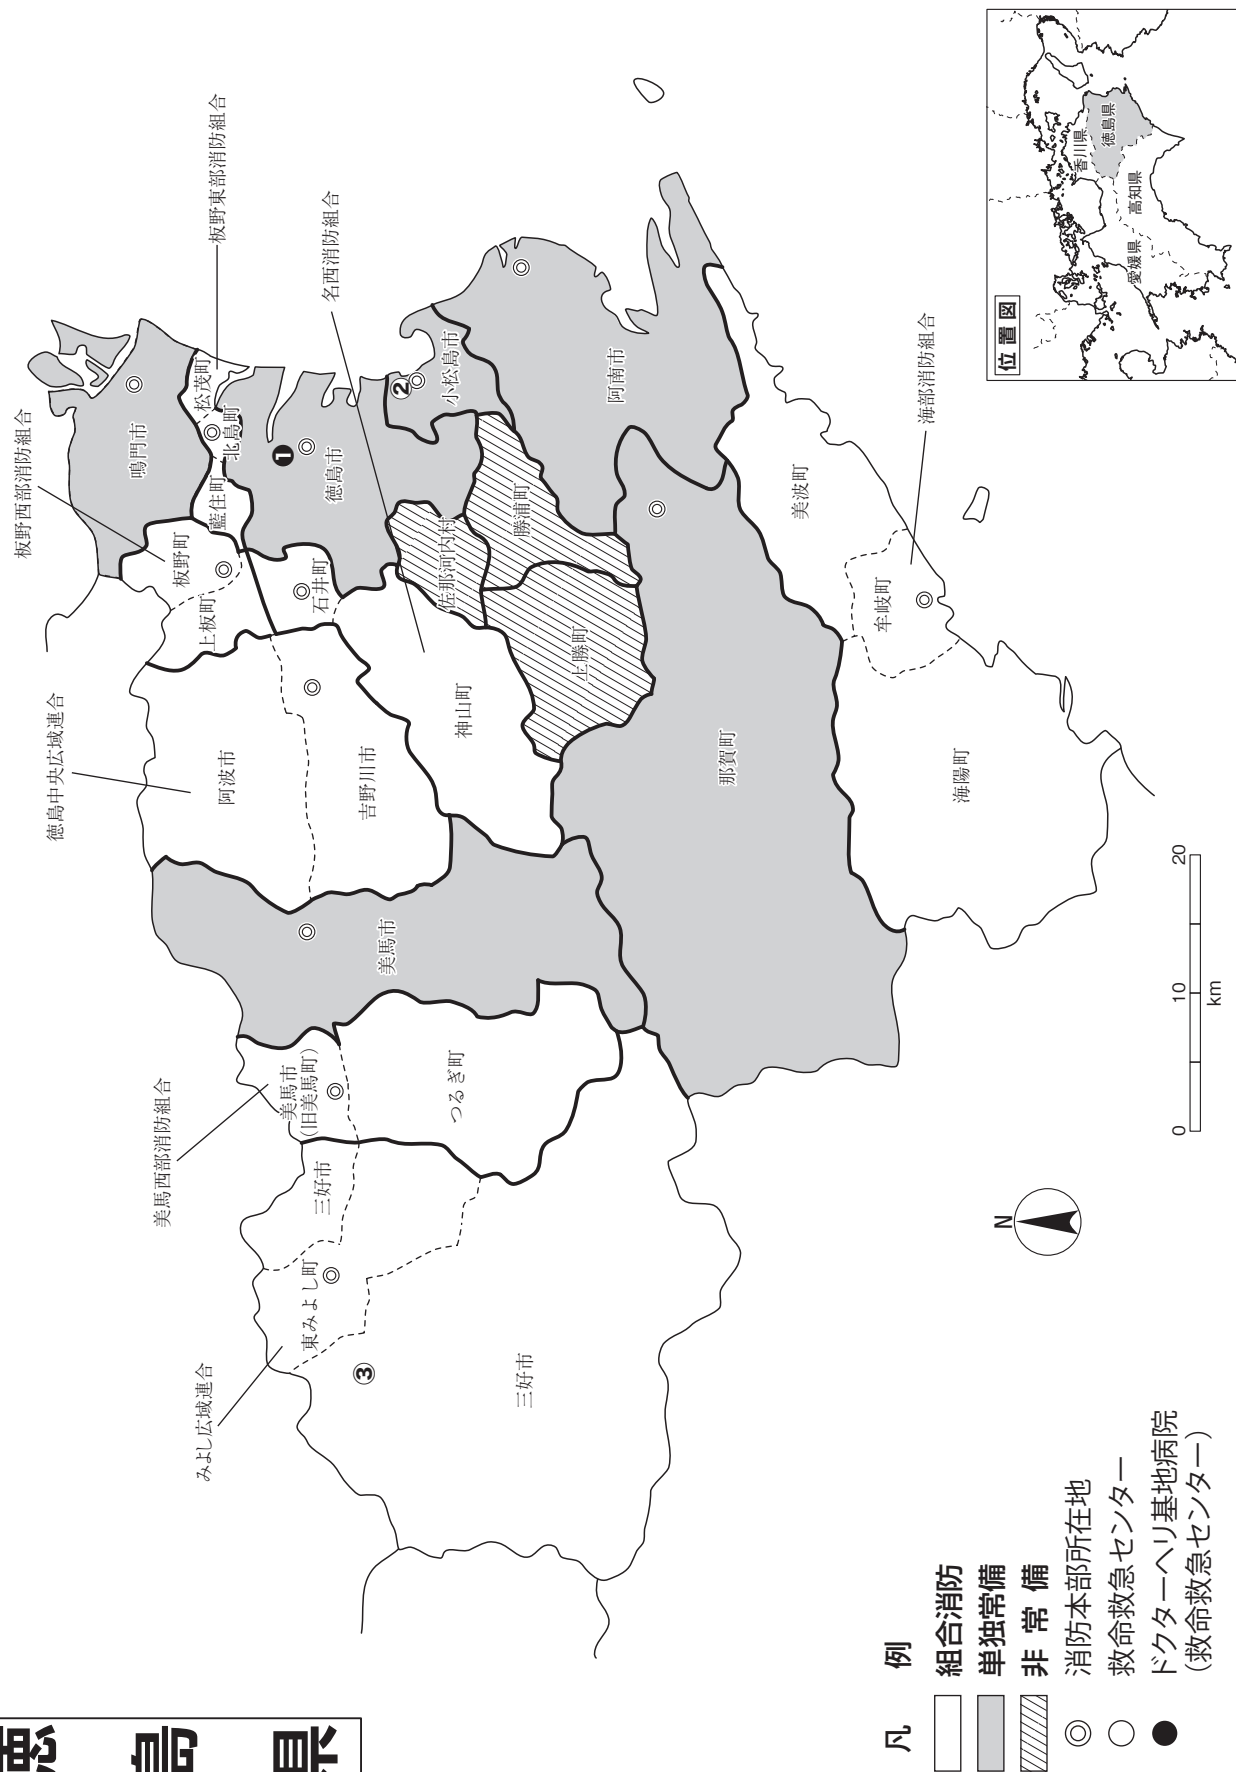 徳島県
板野西部消防組合
板野東部消防組合
名西消防組合
徳島中央広域連合
美馬西部消防組合
みよし広域連合
海部消防組合
鳴門市
松茂町
北島町
藍住町
板野町
上板町
徳島市
石井町
小松島市
阿南市
勝浦町
佐那河内村
上勝町
神山町
阿波市
吉野川市
美馬市
美馬市
(旧美馬町)
つるぎ町
三好市
東みよし町
三好市
那賀町
美波町
牟岐町
海陽町
1
2
3
位置図
香川県
徳島県
愛媛県
高知県
N
0 10 20
km
凡例
組合消防
単独常備
非常備
消防本部所在地
救命救急センター
ドクターヘリ基地病院
(救命救急センター)